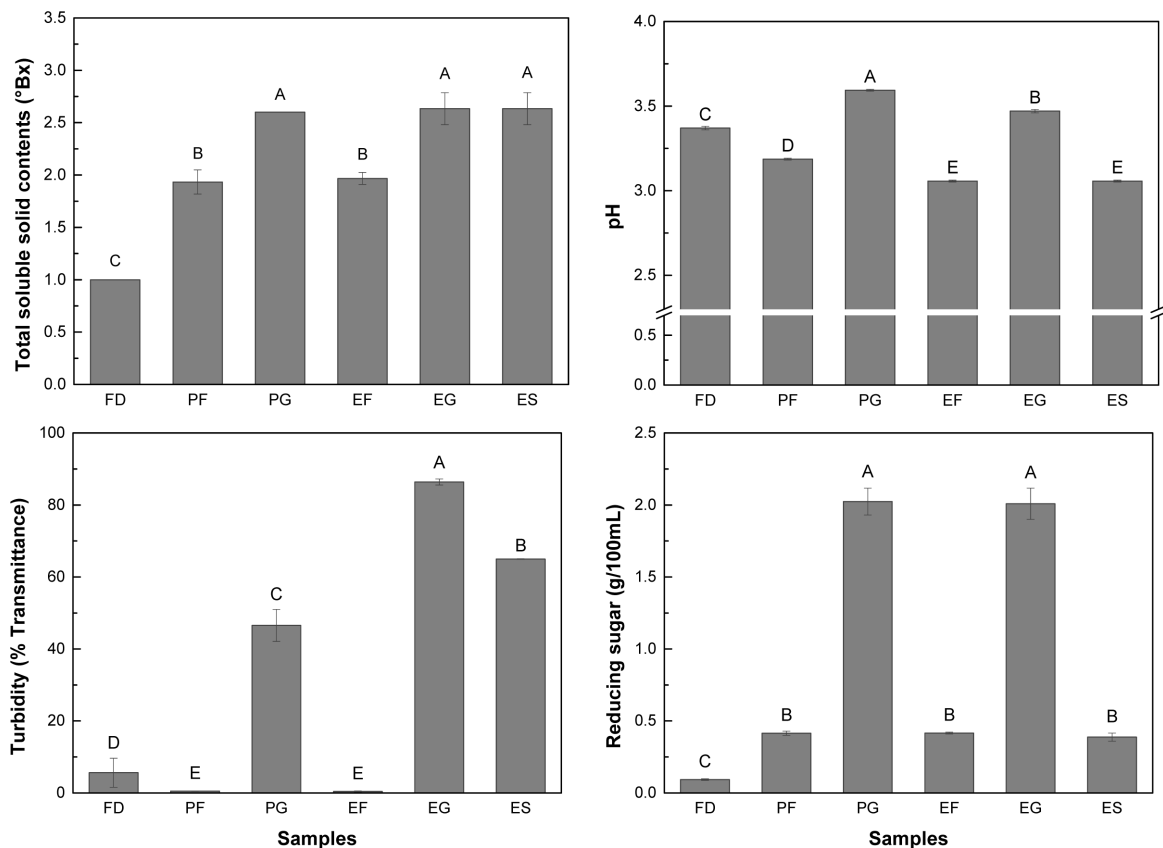 Total soluble solid contents (°Bx)
3.5
3.0
2.5
2.0
1.5
1.0
0.5
0.0
C
B
A
B
A
A
FD PF PG EF EG ES
pH
4.0
3.5
3.0
2.5
0.5
0.0
C
D
A
E
B
E
FD PF PG EF EG ES
Turbidity (% Transmittance)
100
80
60
40
20
0
D
E
C
E
A
B
FD PF PG EF EG ES
Samples
Reducing sugar (g/100mL)
2.5
2.0
1.5
1.0
0.5
0.0
C
B
A
B
A
B
FD PF PG EF EG ES
Samples